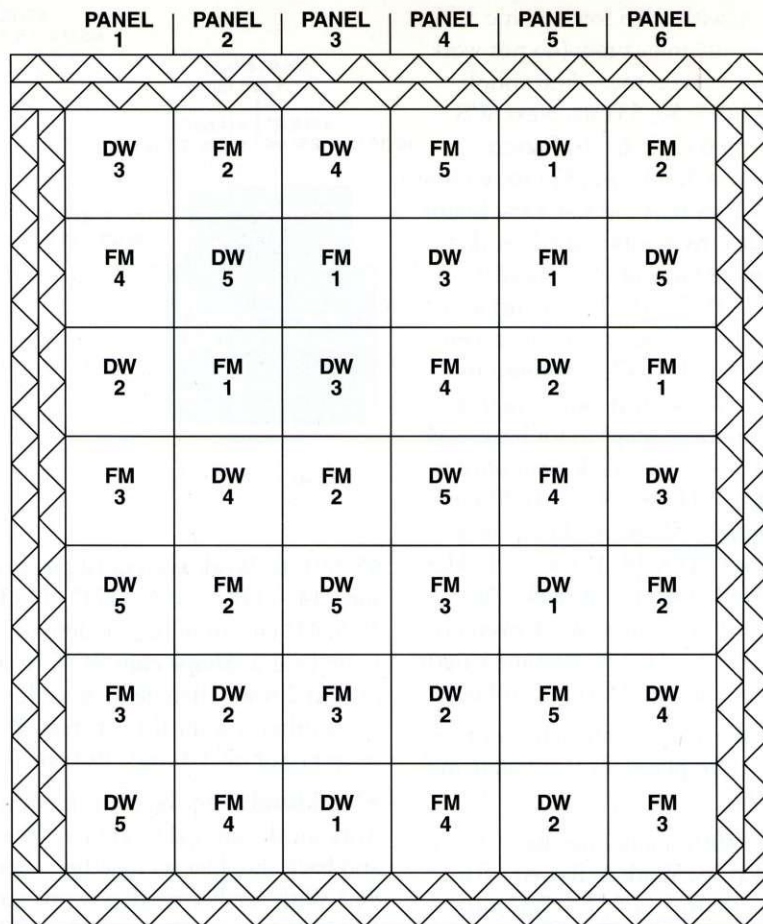 PANEL 1 PANEL 2 PANEL 3 PANEL 4 PANEL 5 PANEL 6
DW 3 FM 2 DW 4 FM 5 DW 1 FM 2
FM 4 DW 5 FM 1 DW 3 FM 1 DW 5
DW 2 FM 1 DW 3 FM 4 DW 2 FM 1
FM 3 DW 4 FM 2 DW 5 FM 4 DW 3
DW 5 FM 2 DW 5 FM 3 DW 1 FM 2
FM 3 DW 2 FM 3 DW 2 FM 5 DW 4
DW 5 FM 4 DW 1 FM 4 DW 2 FM 3